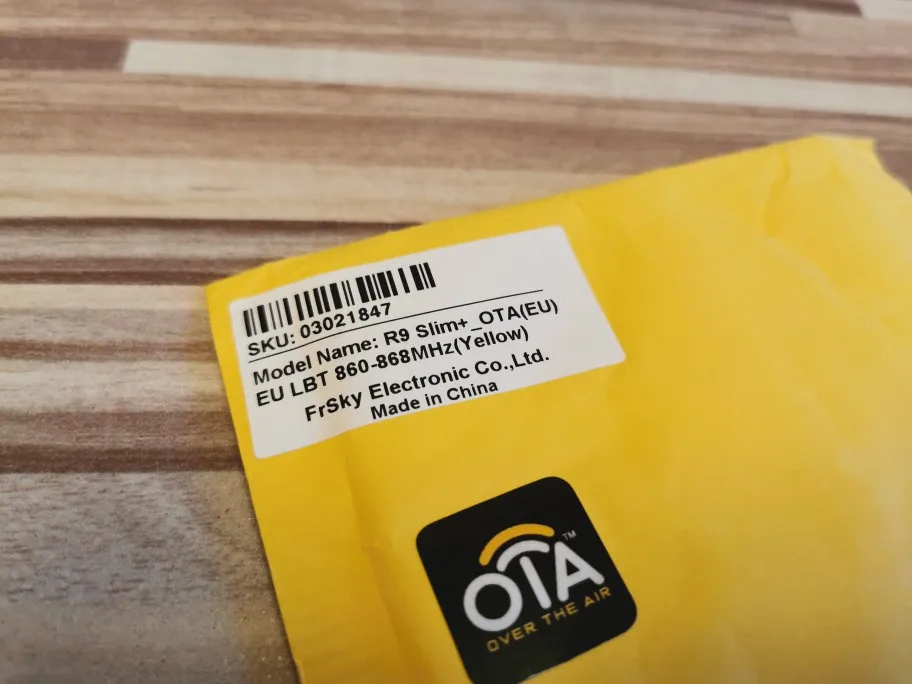 SKU: 03021847
Model Name: R9 Slim+_OTA(EU)
EU LBT 860-868MHz(Yellow)
FrSky Electronic Co.,Ltd.
Made in China
OTA™
OVER THE AIR